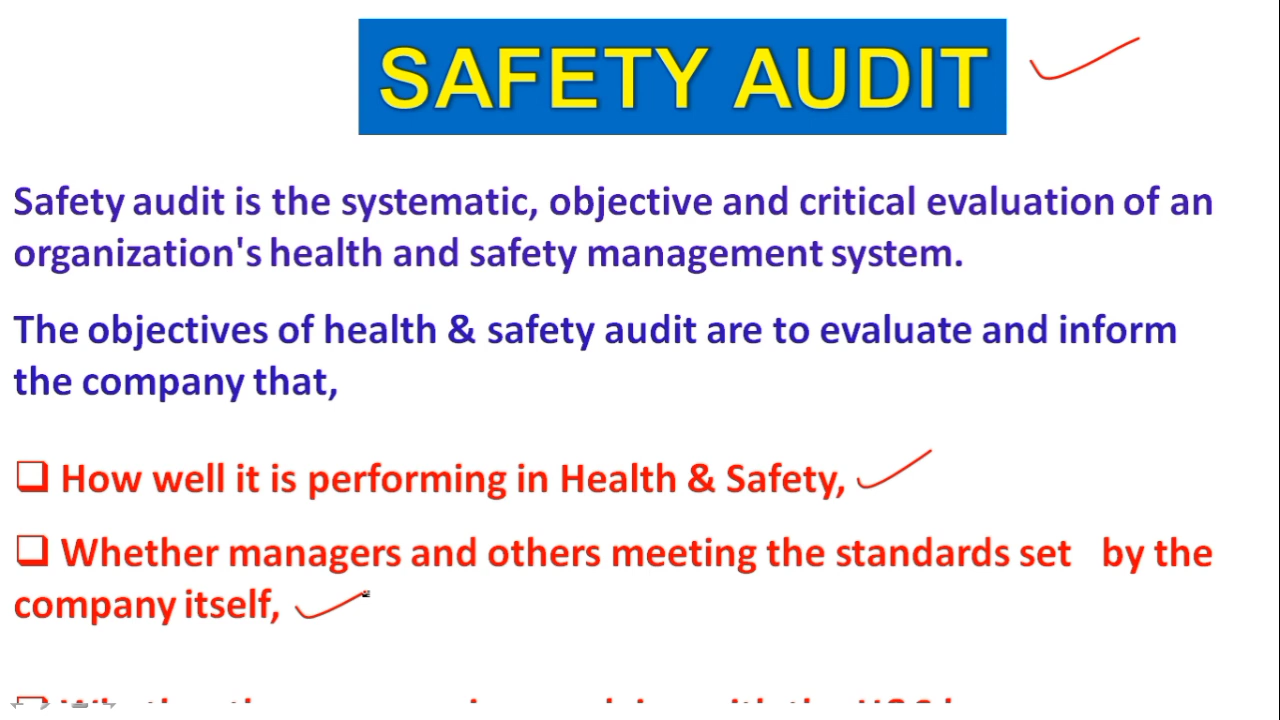 SAFETY AUDIT
Safety audit is the systematic, objective and critical evaluation of an
organization's health and safety management system.
The objectives of health & safety audit are to evaluate and inform
the company that,
❑ How well it is performing in Health & Safety,
❑ Whether managers and others meeting the standards set by the
company itself,